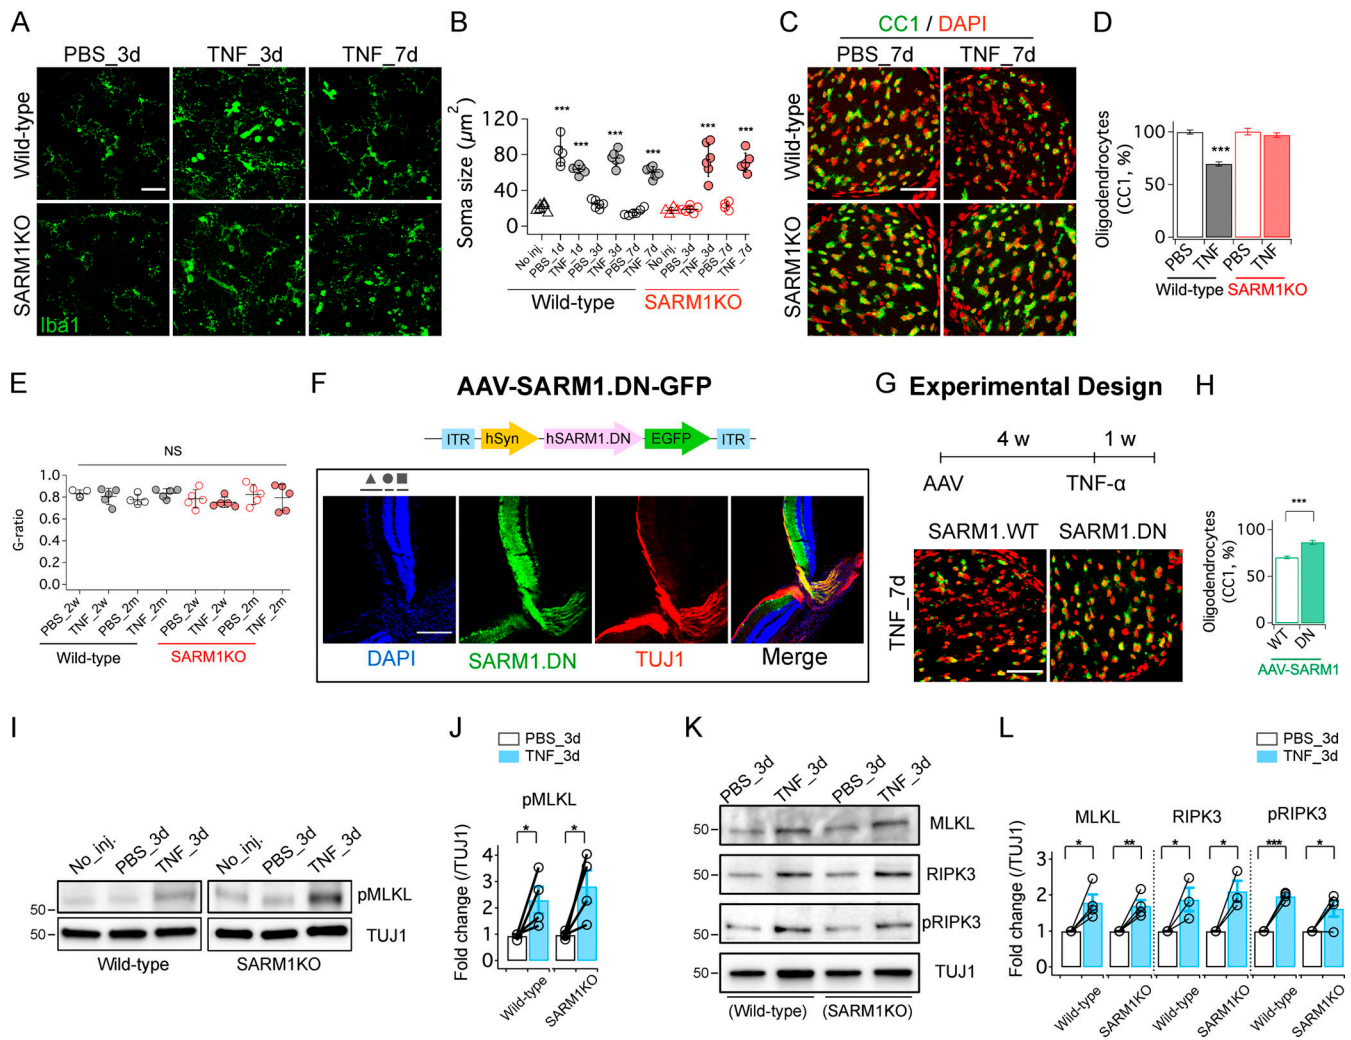 A
PBS_3d
TNF_3d
TNF_7d
Wild-type
SARM1KO
Iba1
B
Soma size (µm²)
120
80
40
0
***
***
***
***
***
***
No inj.
PBS_1d
TNF_1d
PBS_3d
TNF_3d
PBS_7d
TNF_7d
No inj.
PBS_3d
TNF_3d
PBS_7d
TNF_7d
Wild-type
SARM1KO
C
CC1 / DAPI
PBS_7d
TNF_7d
Wild-type
SARM1KO
D
Oligodendrocytes
(CC1, %)
100
50
0
***
PBS
TNF
PBS
TNF
Wild-type
SARM1KO
E
NS
G-ratio
1.0
0.8
0.6
0.4
0.2
0.0
PBS_2w
TNF_2w
PBS_2m
TNF_2m
PBS_2w
TNF_2w
PBS_2m
TNF_2m
Wild-type
SARM1KO
F
AAV-SARM1.DN-GFP
ITR
hSyn
hSARM1.DN
EGFP
ITR
DAPI
SARM1.DN
TUJ1
Merge
G
Experimental Design
4 w
1 w
AAV
TNF-α
SARM1.WT
SARM1.DN
TNF_7d
H
Oligodendrocytes
(CC1, %)
100
50
0
***
WT
DN
AAV-SARM1
I
No_inj.
PBS_3d
TNF_3d
No_inj.
PBS_3d
TNF_3d
50
pMLKL
50
TUJ1
Wild-type
SARM1KO
J
PBS_3d
TNF_3d
pMLKL
Fold change (/TUJ1)
4
3
2
1
0
*
*
Wild-type
SARM1KO
K
PBS_3d
TNF_3d
PBS_3d
TNF_3d
50
MLKL
50
RIPK3
50
pRIPK3
50
TUJ1
(Wild-type)
(SARM1KO)
L
PBS_3d
TNF_3d
MLKL
RIPK3
pRIPK3
Fold change (/TUJ1)
3
2
1
0
*
**
*
*
***
*
Wild-type
SARM1KO
Wild-type
SARM1KO
Wild-type
SARM1KO